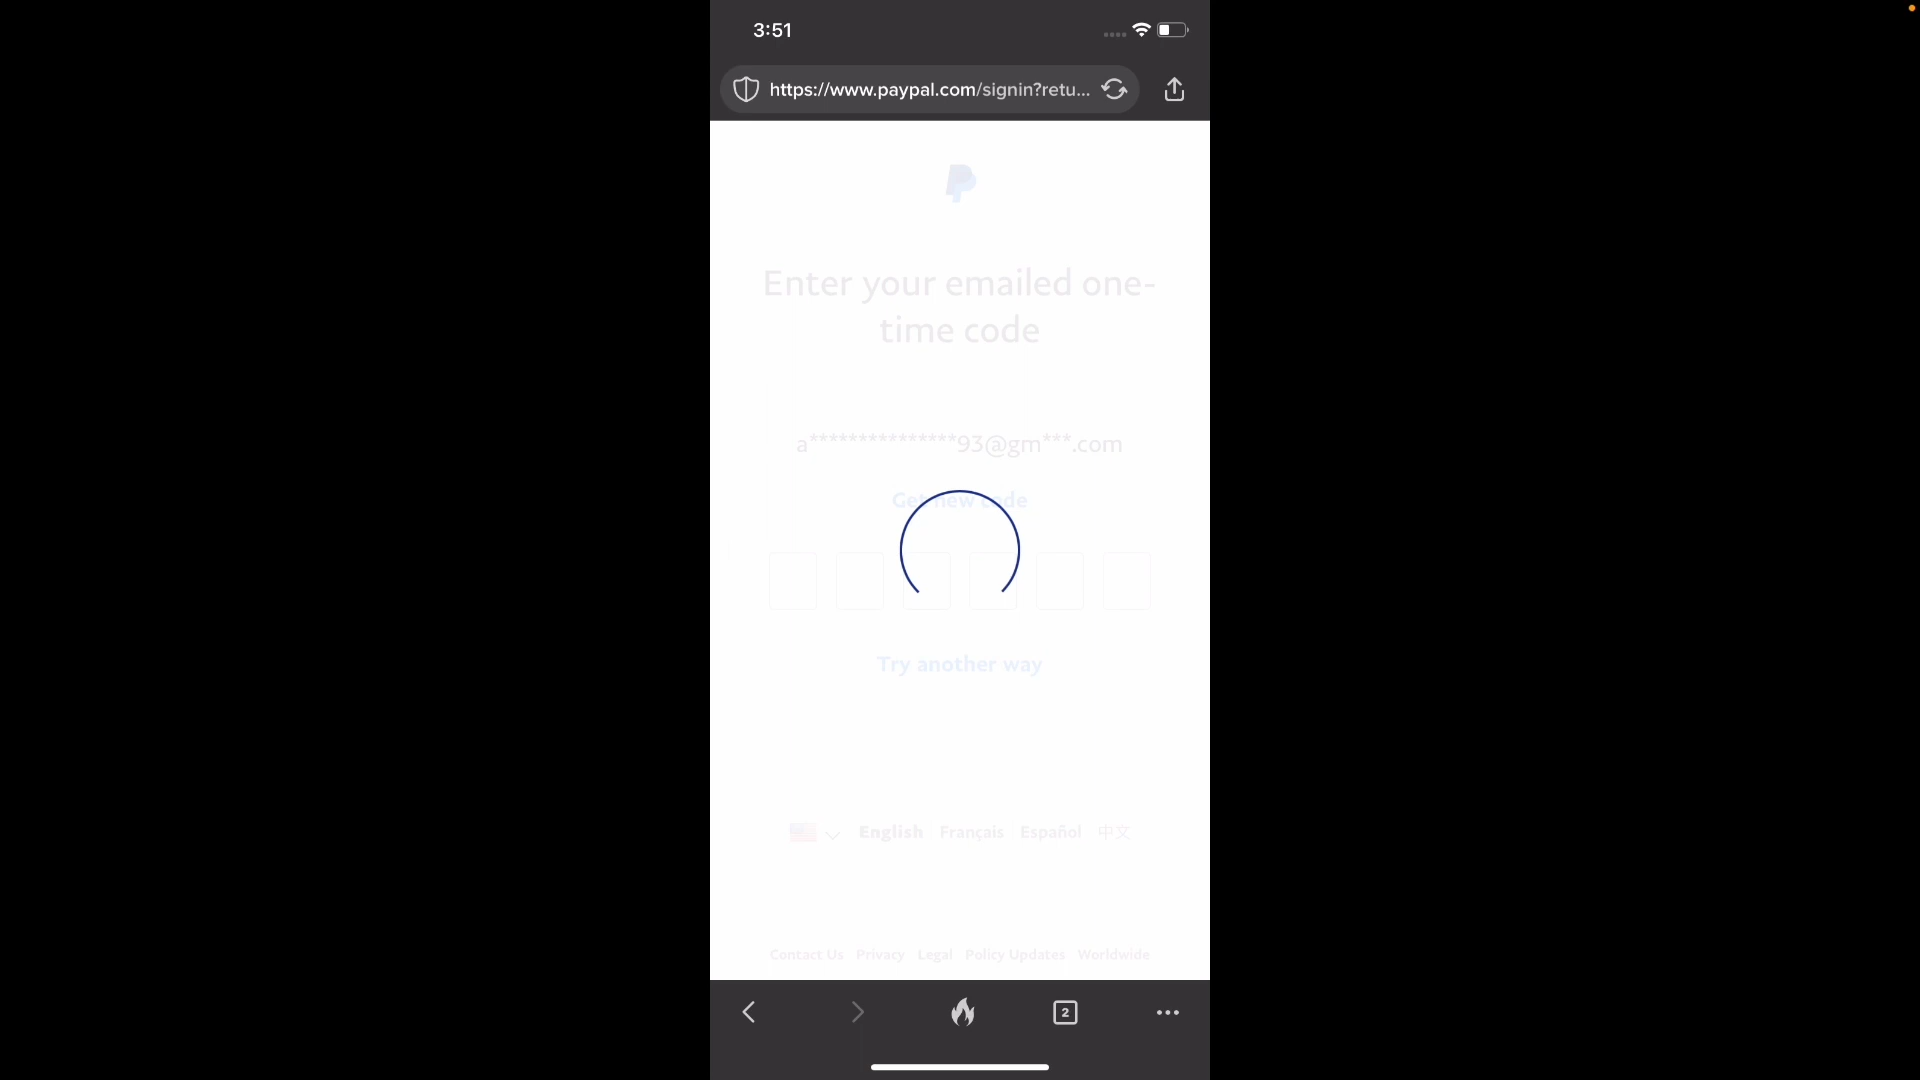 3:51
https://www.paypal.com/signin?retu...
Enter your emailed one-
time code
a***************93@gm***.com
Get new code
Try another way
English Français Español 中文
Contact Us Privacy Legal Policy Updates Worldwide
2